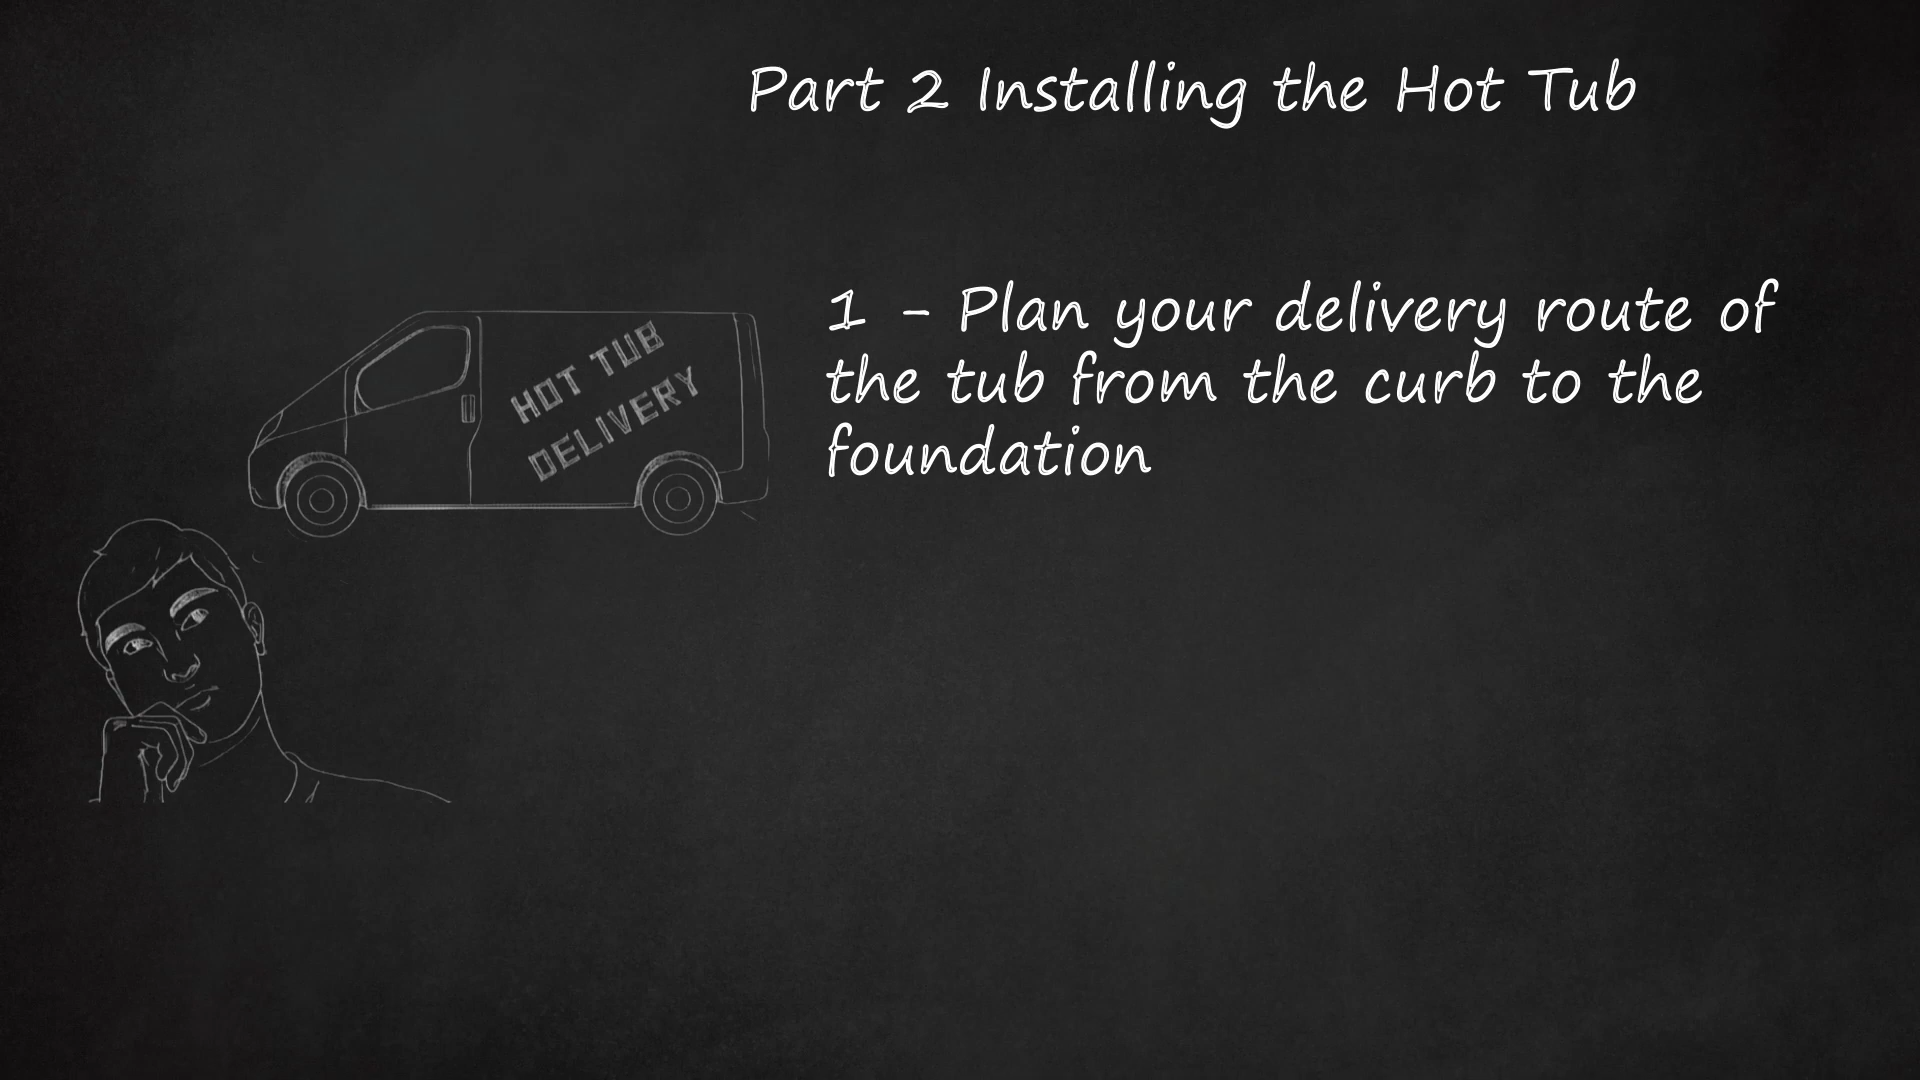 Part 2 Installing the Hot Tub
HOT TUB
DELIVERY
1 - Plan your delivery route of
the tub from the curb to the
foundation